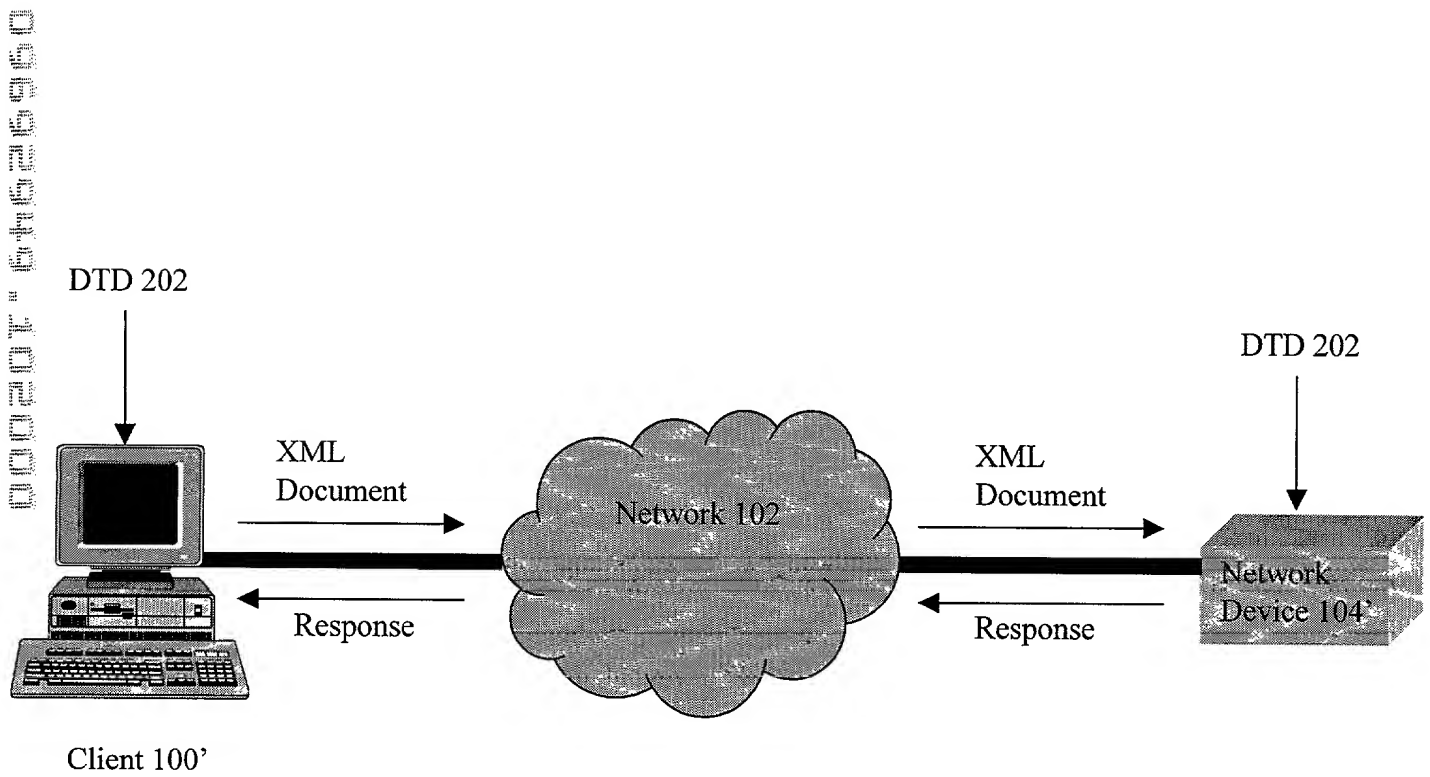 DTD 202
DTD 202
XML
Document
XML
Document
Network 102
Network
Device 104’
Response
Response
Client 100’